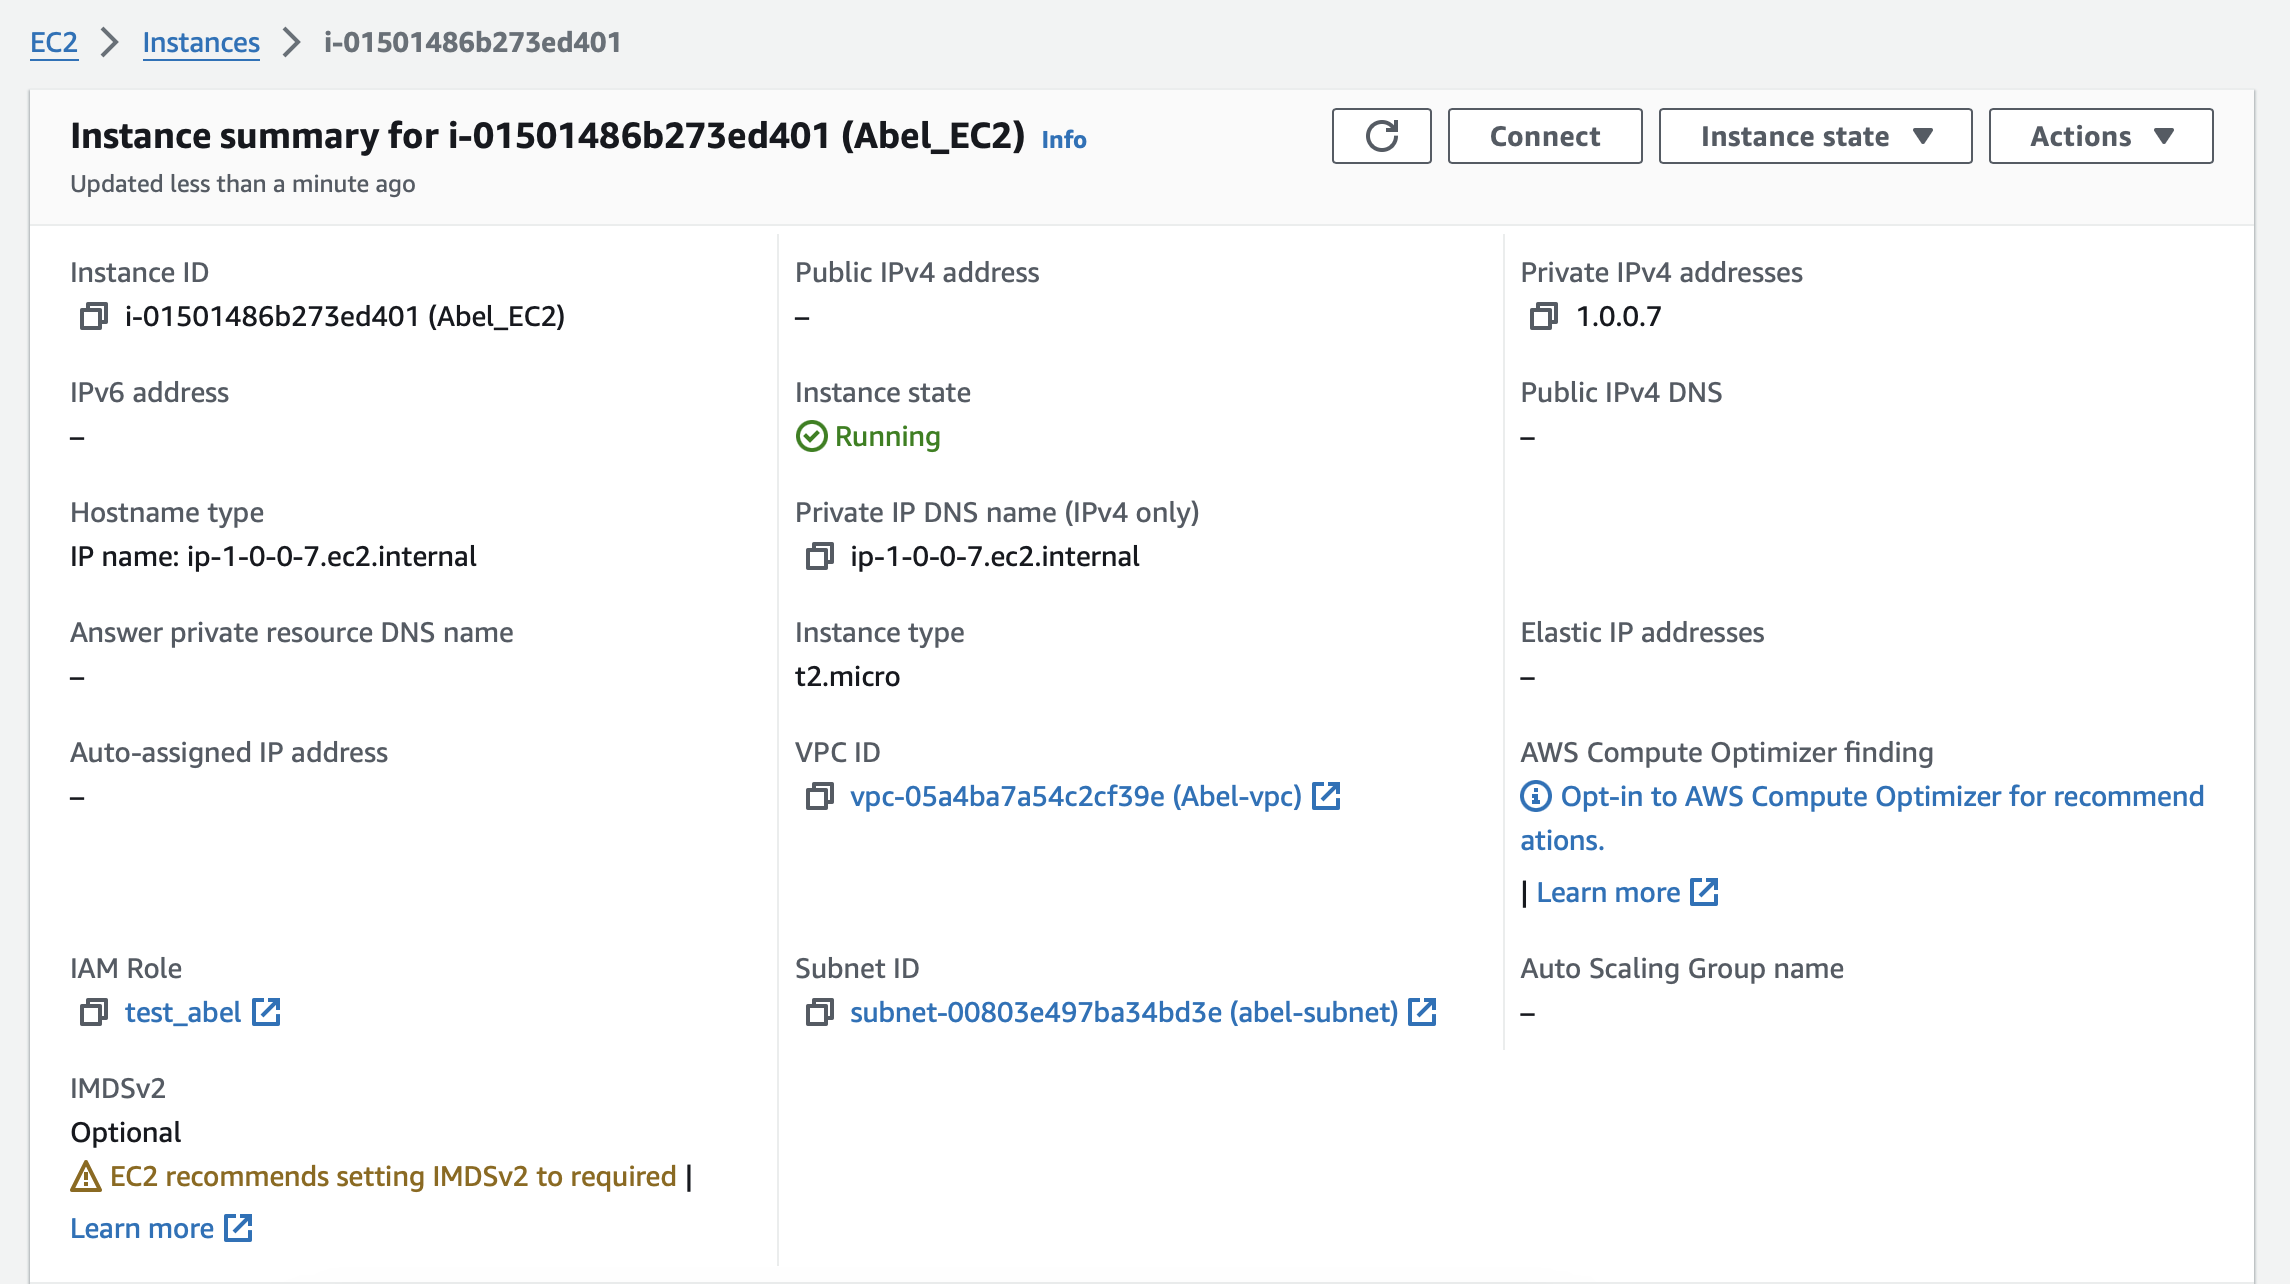 EC2 > Instances > i-01501486b273ed401
Instance summary for i-01501486b273ed401 (Abel_EC2) Info
Updated less than a minute ago
Connect
Instance state
Actions
Instance ID
i-01501486b273ed401 (Abel_EC2)
Public IPv4 address
–
Private IPv4 addresses
1.0.0.7
IPv6 address
–
Instance state
Running
Public IPv4 DNS
–
Hostname type
IP name: ip-1-0-0-7.ec2.internal
Private IP DNS name (IPv4 only)
ip-1-0-0-7.ec2.internal
Answer private resource DNS name
–
Instance type
t2.micro
Elastic IP addresses
–
Auto-assigned IP address
–
VPC ID
vpc-05a4ba7a54c2cf39e (Abel-vpc)
AWS Compute Optimizer finding
Opt-in to AWS Compute Optimizer for recommend
ations.
| Learn more
IAM Role
test_abel
Subnet ID
subnet-00803e497ba34bd3e (abel-subnet)
Auto Scaling Group name
–
IMDSv2
Optional
EC2 recommends setting IMDSv2 to required |
Learn more